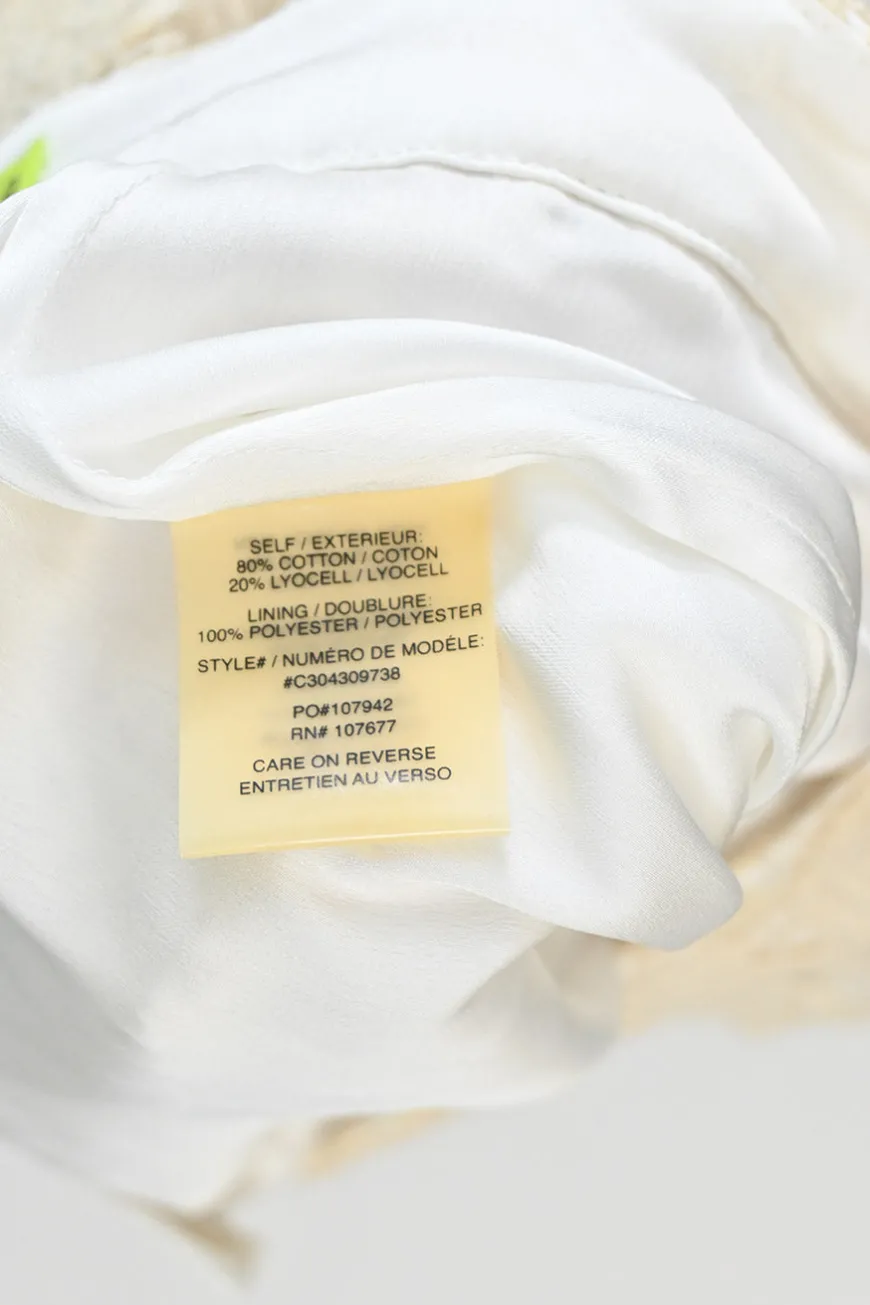 SELF / EXTERIEUR:
80% COTTON / COTON
20% LYOCELL / LYOCELL
LINING / DOUBLURE:
100% POLYESTER / POLYESTER
STYLE# / NUMÉRO DE MODÉLE:
#C304309738
PO#107942
RN# 107677
CARE ON REVERSE
ENTRETIEN AU VERSO